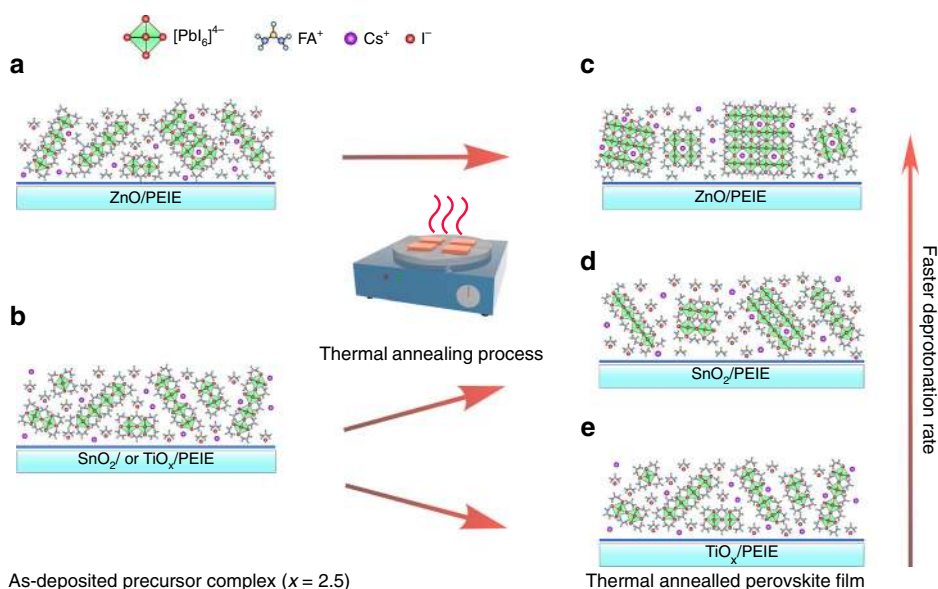 [PbI₆]⁴⁻ FA⁺ Cs⁺ I⁻
a
ZnO/PEIE
b
SnO₂/ or TiOₓ/PEIE
As-deposited precursor complex (x = 2.5)
Thermal annealing process
c
ZnO/PEIE
d
SnO₂/PEIE
e
TiOₓ/PEIE
Thermal annealled perovskite film
Faster deprotonation rate